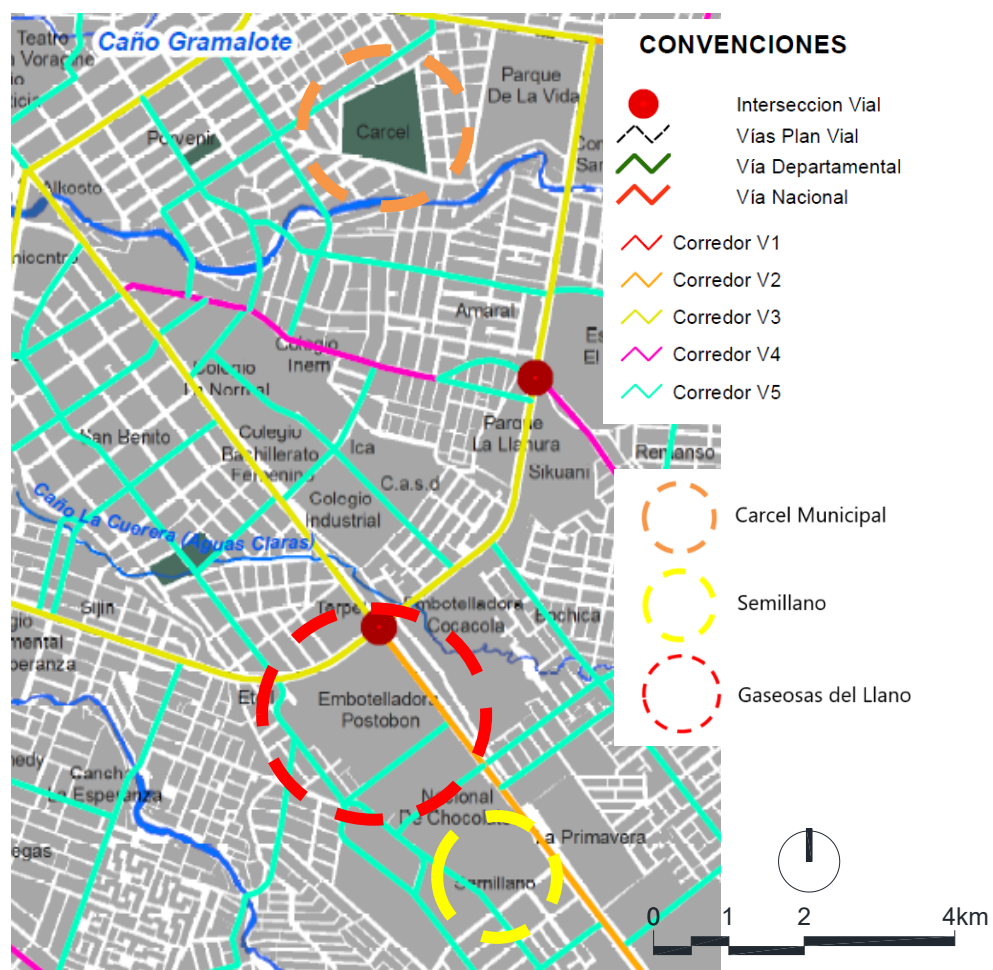 Teatro
Vorag ne
Caño Gramalote
CONVENCIONES
Interseccion Vial
Vías Plan Vial
Vía Departamental
Vía Nacional
Corredor V1
Corredor V2
Corredor V3
Corredor V4
Corredor V5
Parque
De La Vida
Carcel
Porvenir
Alkosto
Amaral
Colegio
Inem
Colegio
La Normal
San Benito
Colegio
Bachillerato
Femenino
Ica
C.a.s.d
Colegio
Industrial
Parque
La Llanura
Sikuani
Remanso
Caño La Cuerera (Aguas Claras)
Carcel Municipal
Semillano
Gaseosas del Llano
Sijin
Embotelladora
Cocacola
Bochica
Embotelladora
Postobon
Cancha
La Esperanza
Nacional
De Chocolate
La Primavera
Semillano
0 1 2 4km